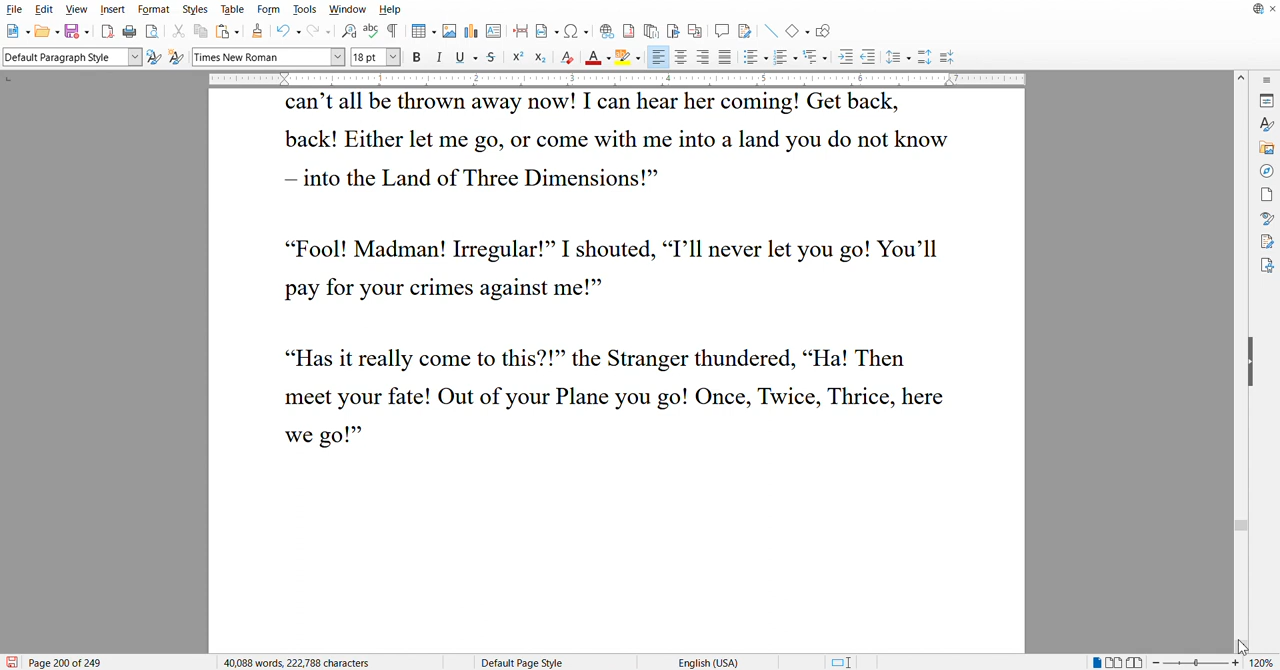 File Edit View Insert Format Styles Table Form Tools Window Help
Default Paragraph Style Times New Roman 18 pt
can’t all be thrown away now! I can hear her coming! Get back,
back! Either let me go, or come with me into a land you do not know
– into the Land of Three Dimensions!”
“Fool! Madman! Irregular!” I shouted, “I’ll never let you go! You’ll
pay for your crimes against me!”
“Has it really come to this?!” the Stranger thundered, “Ha! Then
meet your fate! Out of your Plane you go! Once, Twice, Thrice, here
we go!”
Page 200 of 249 40,088 words, 222,788 characters Default Page Style English (USA) 120%